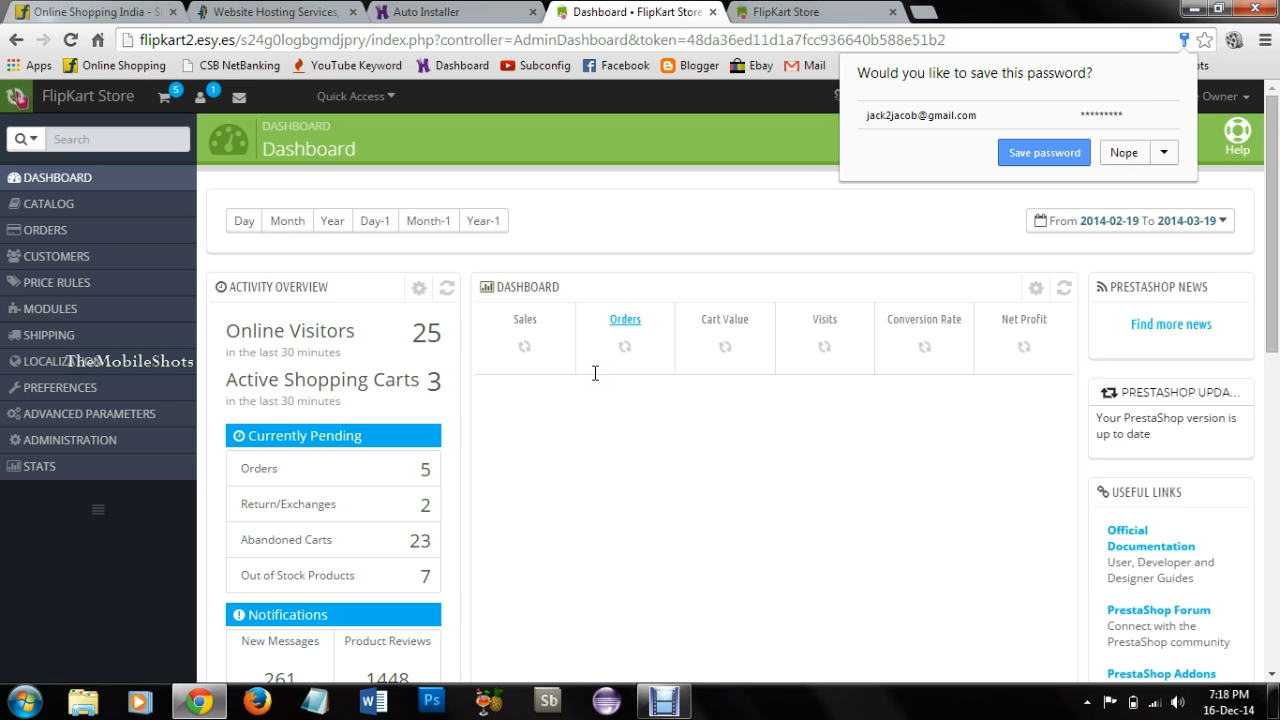 Online Shopping India - S
Website Hosting Services,
Auto Installer
Dashboard • FlipKart Store
FlipKart Store
flipkart2.esy.es/s24g0logbgmdjpry/index.php?controller=AdminDashboard&token=48da36ed11d1a7fcc936640b588e51b2
Apps
Online Shopping
CSB NetBanking
YouTube Keyword
Dashboard
Subconfig
Facebook
Blogger
Ebay
Mail
Would you like to save this password?
jack2jacob@gmail.com *********
Save password
Nope
FlipKart Store
5
1
Quick Access
Owner
Search
DASHBOARD
Dashboard
Help
DASHBOARD
CATALOG
ORDERS
CUSTOMERS
PRICE RULES
MODULES
SHIPPING
TheMobileShots
PREFERENCES
ADVANCED PARAMETERS
ADMINISTRATION
STATS
Day Month Year Day-1 Month-1 Year-1
From 2014-02-19 To 2014-03-19
ACTIVITY OVERVIEW
Online Visitors 25
in the last 30 minutes
Active Shopping Carts 3
in the last 30 minutes
Currently Pending
Orders 5
Return/Exchanges 2
Abandoned Carts 23
Out of Stock Products 7
Notifications
New Messages Product Reviews
261 1448
DASHBOARD
Sales Orders Cart Value Visits Conversion Rate Net Profit
PRESTASHOP NEWS
Find more news
PRESTASHOP UPDA...
Your PrestaShop version is
up to date
USEFUL LINKS
Official
Documentation
User, Developer and
Designer Guides
PrestaShop Forum
Connect with the
PrestaShop community
PrestaShop Addons
Sb
7:18 PM
16-Dec-14